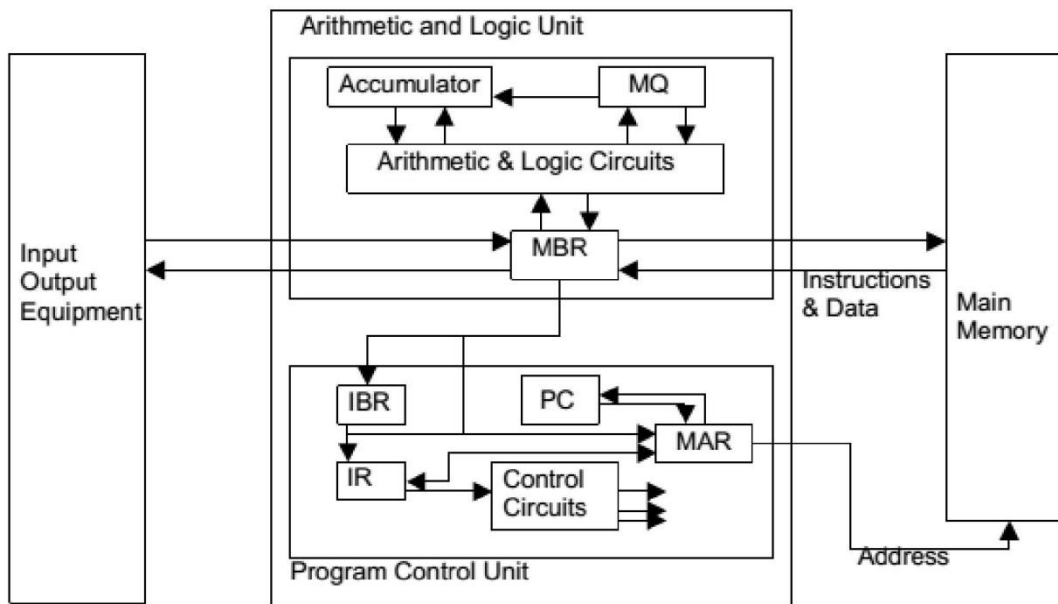 Arithmetic and Logic Unit
Accumulator
MQ
Arithmetic & Logic Circuits
MBR
Input
Output
Equipment
Instructions
& Data
Main
Memory
IBR
PC
MAR
IR
Control
Circuits
Address
Program Control Unit